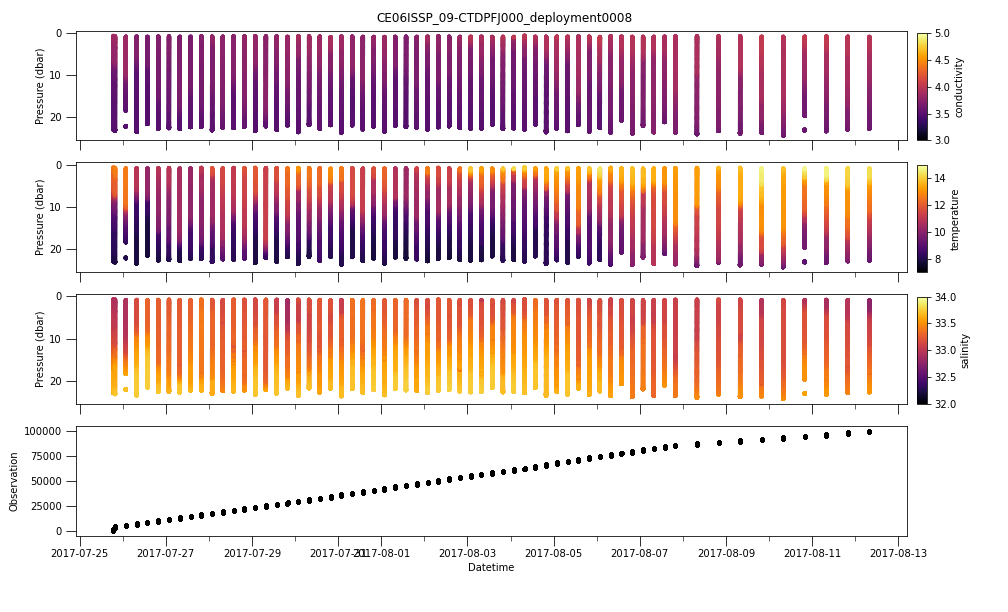 CE06ISSP_09-CTDPFJ000_deployment0008
0
10
20
Pressure (dbar)
5.0
4.5
4.0
3.5
3.0
conductivity
0
10
20
Pressure (dbar)
14
12
10
8
temperature
0
10
20
Pressure (dbar)
34.0
33.5
33.0
32.5
32.0
salinity
100000
75000
50000
25000
0
Observation
2017-07-25 2017-07-27 2017-07-29 2017-07-31 2017-08-01 2017-08-03 2017-08-05 2017-08-07 2017-08-09 2017-08-11 2017-08-13
Datetime